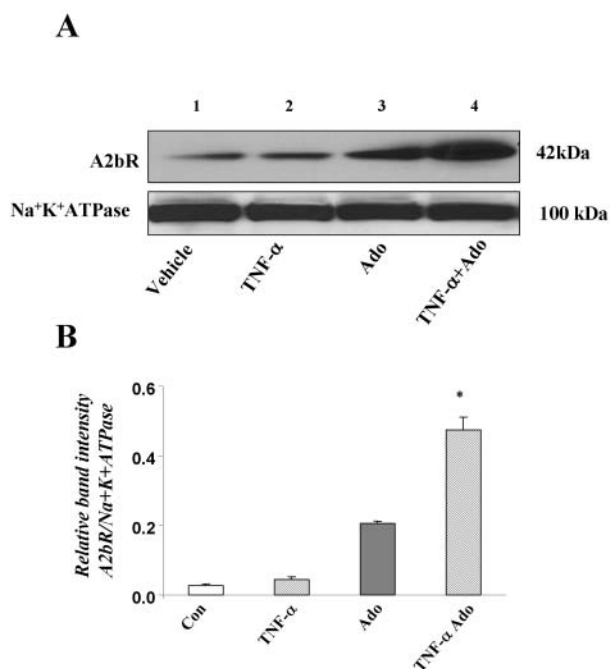 A
1 2 3 4
A2bR 42kDa
Na⁺K⁺ATPase 100 kDa
Vehicle TNF-α Ado TNF-α+Ado
B
Relative band intensity
A2bR/Na+K+ATPase
0.6
*
0.4
0.2
0.0
Con TNF-α Ado TNF-α Ado